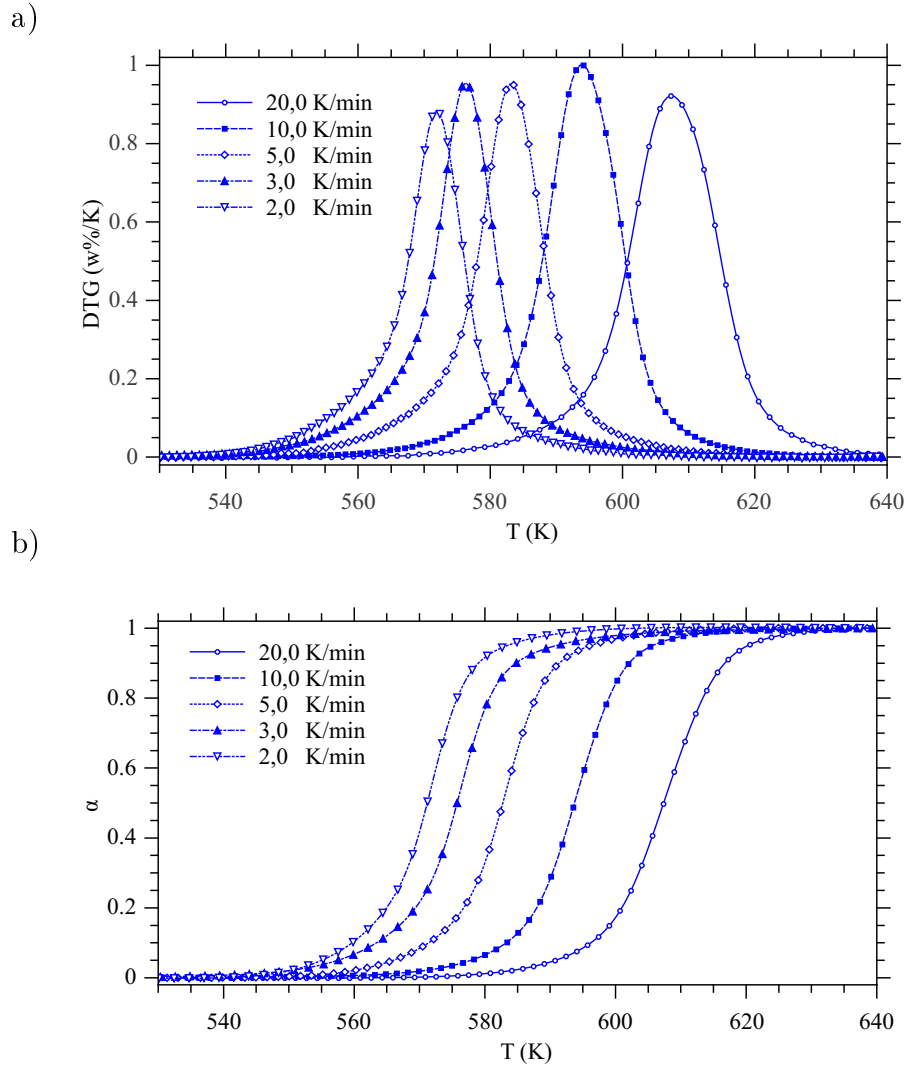 a)
1
0.8
0.6
0.4
0.2
0
DTG (w%/K)
20,0 K/min
10,0 K/min
5,0 K/min
3,0 K/min
2,0 K/min
540 560 580 600 620 640
T (K)
b)
1
0.8
0.6
0.4
0.2
0
α
20,0 K/min
10,0 K/min
5,0 K/min
3,0 K/min
2,0 K/min
540 560 580 600 620 640
T (K)